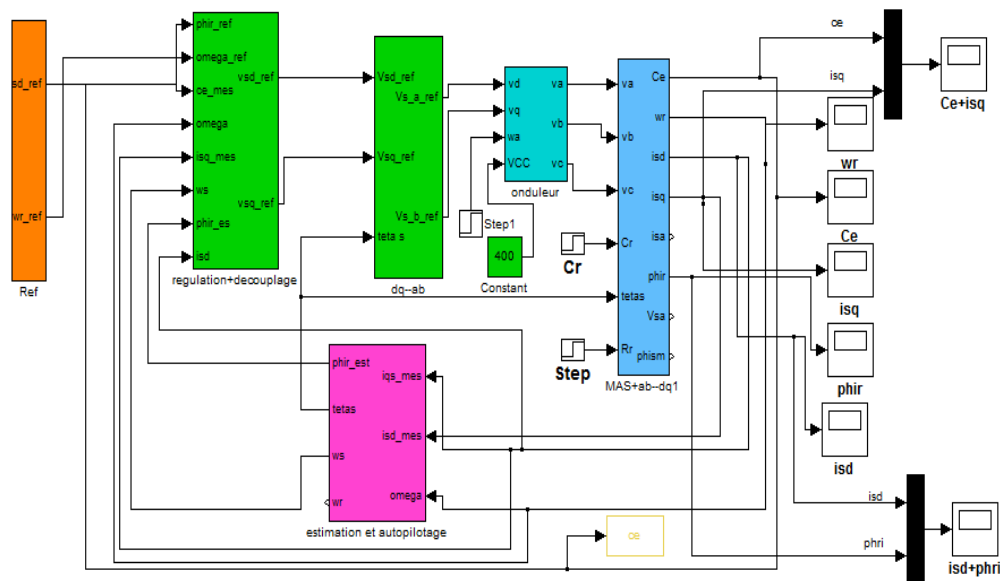 sd_ref
wr_ref
Ref
phir_ref
omega_ref
ce_mes
omega
isq_mes
ws
phir_es
isd
vsd_ref
vsq_ref
regulation+decouplage
Vsd_ref
Vs_a_ref
Vsq_ref
Vs_b_ref
teta s
dq--ab
vd
vq
wa
VCC
va
vb
vc
onduleur
Step1
400
Constant
va
vb
vc
Cr
tetas
Rr
Ce
wr
isd
isq
isa
phir
Vsa
phism
MAS+ab--dq1
Cr
Step
phir_est
tetas
ws
wr
iqs_mes
isd_mes
omega
estimation et autopilotage
ce
ce
isq
Ce+isq
wr
Ce
isq
phir
isd
isd
phri
isd+phri